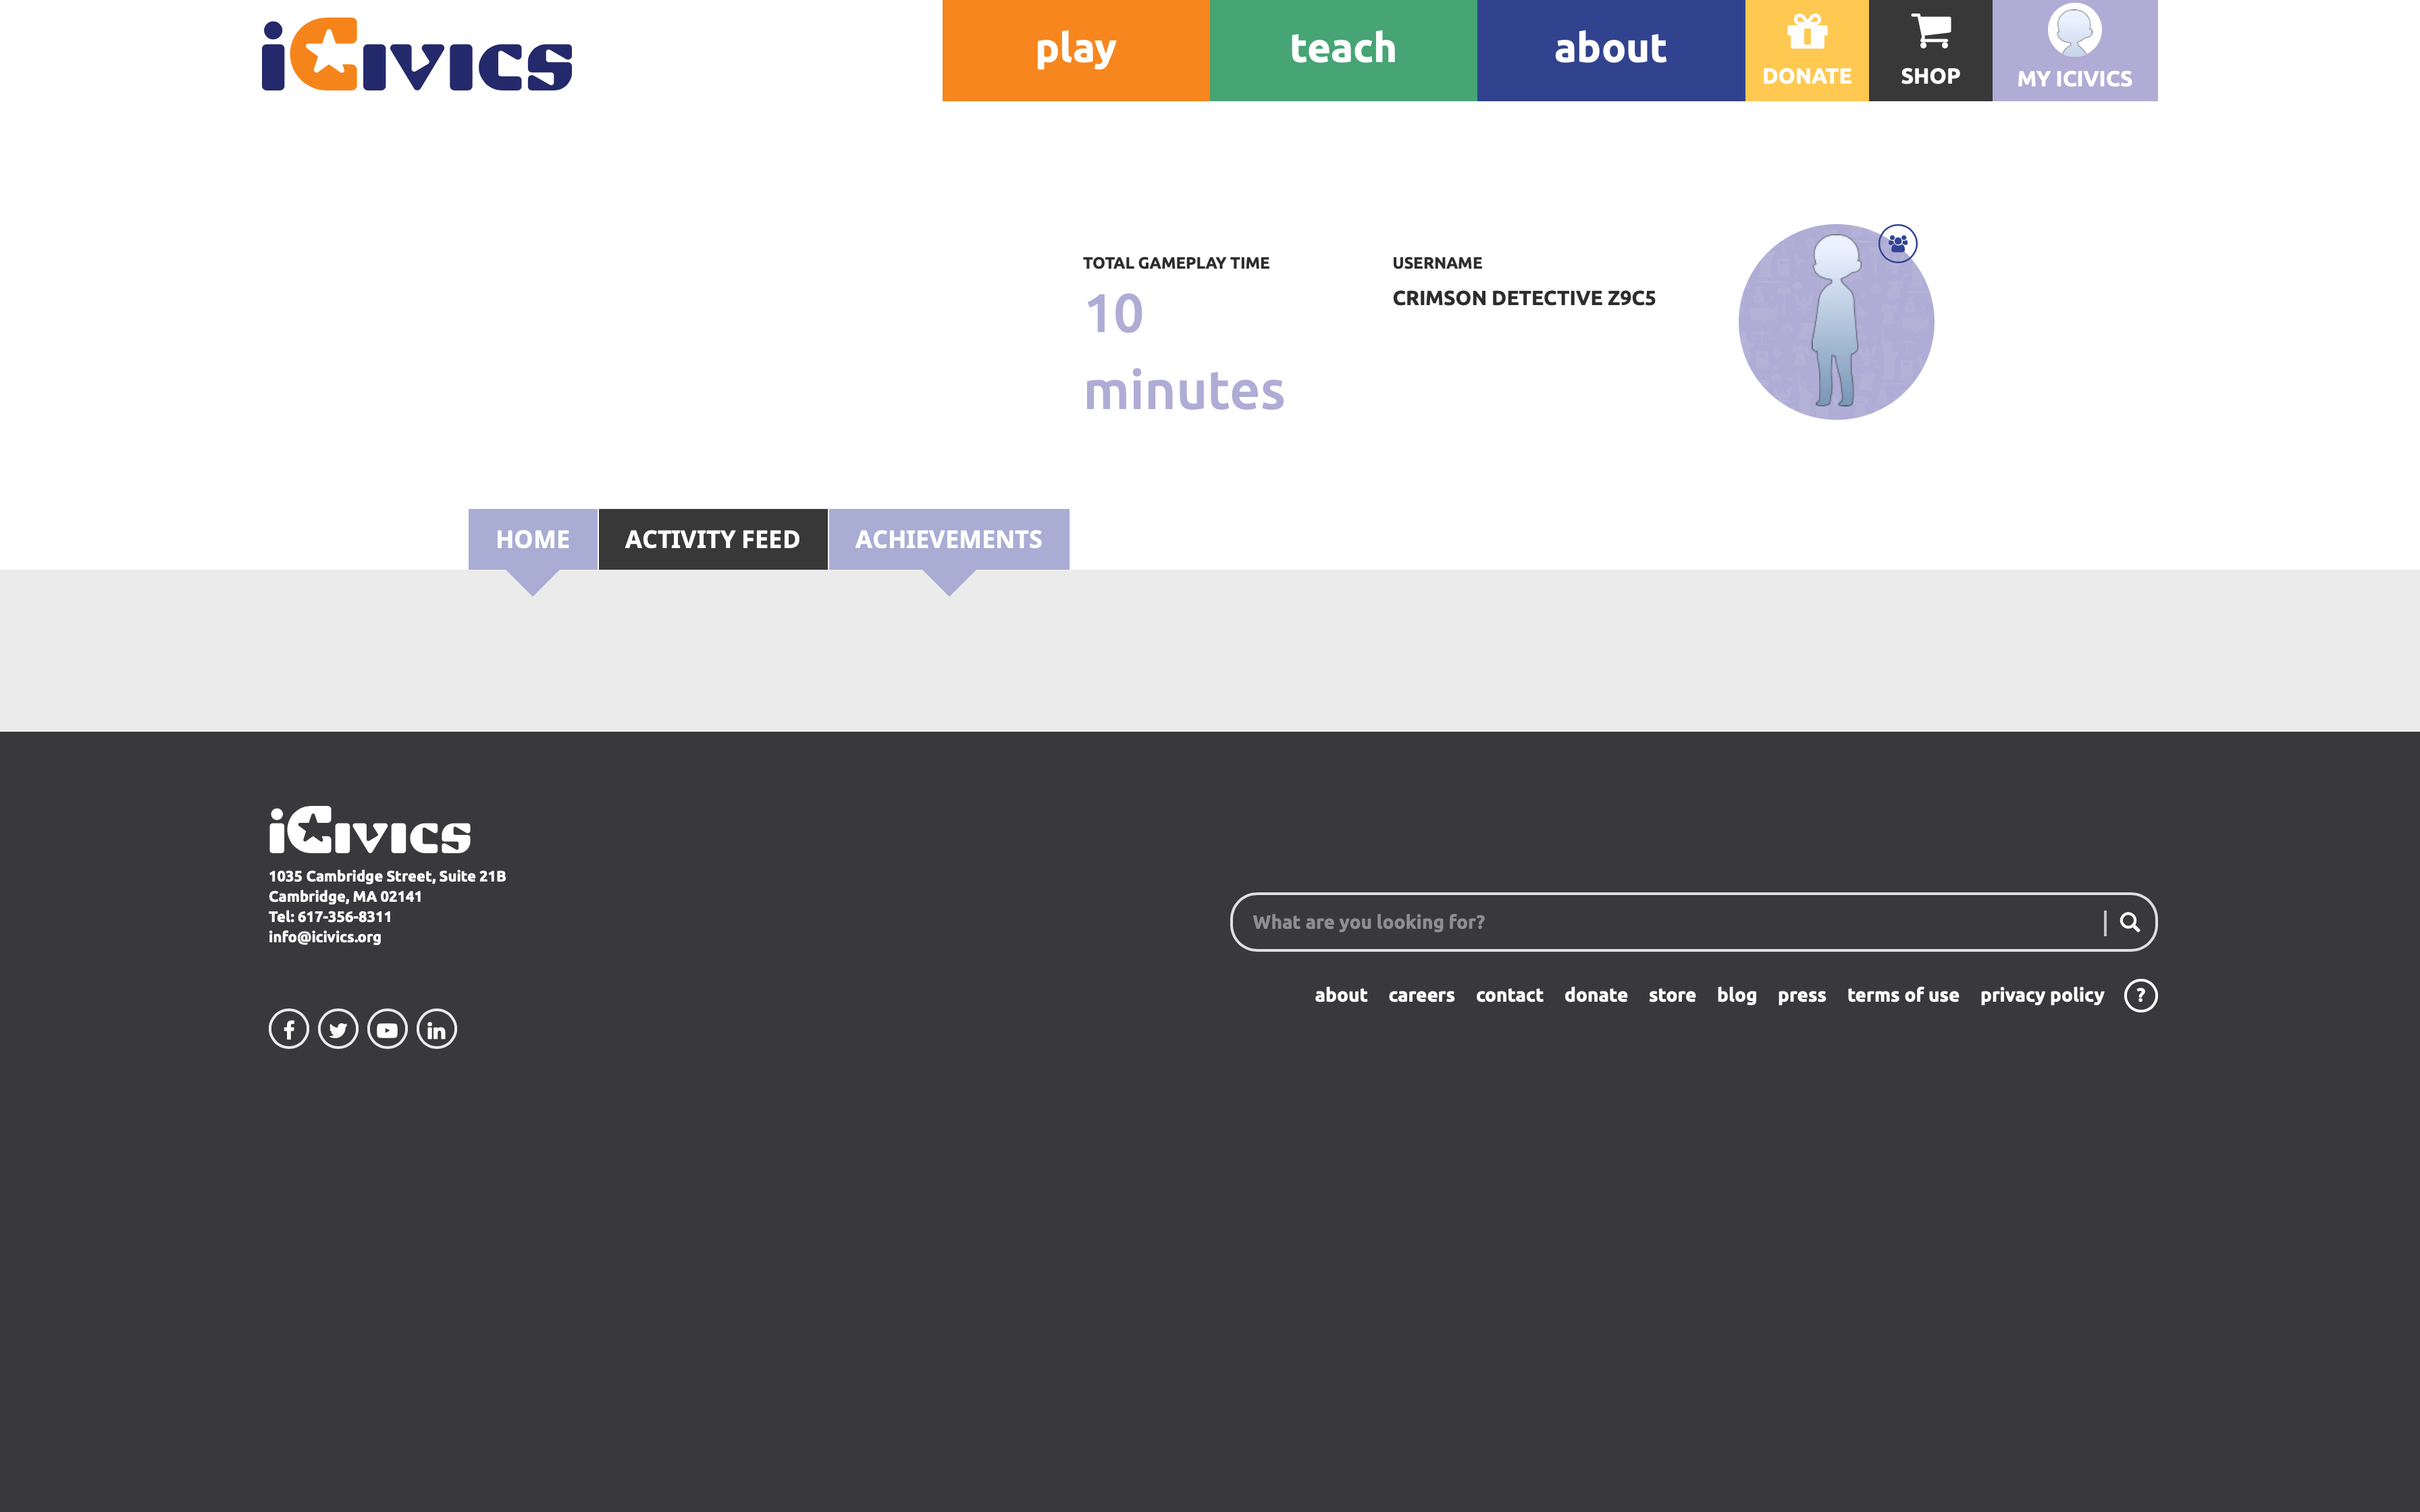 iCivics
play
teach
about
DONATE
SHOP
MY ICIVICS
TOTAL GAMEPLAY TIME
10
minutes
USERNAME
CRIMSON DETECTIVE Z9C5
HOME
ACTIVITY FEED
ACHIEVEMENTS
iCivics
1035 Cambridge Street, Suite 21B
Cambridge, MA 02141
Tel: 617-356-8311
info@icivics.org
What are you looking for?
about careers contact donate store blog press terms of use privacy policy ?